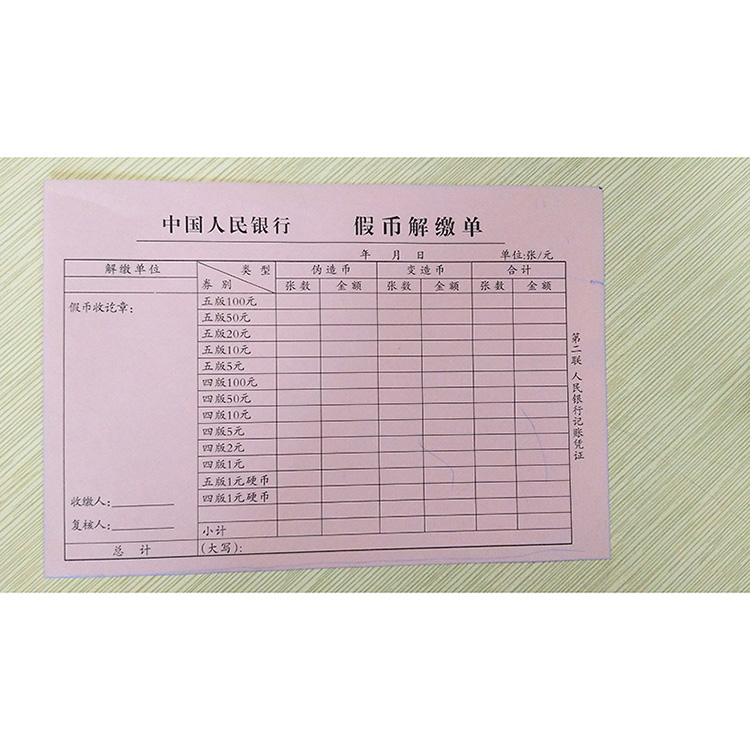 中国人民银行 假币解缴单
年 月 日 单位:张/元
解缴单位 类型 伪造币 变造币 合计
券别 张数 金额 张数 金额 张数 金额
假币收讫章:
五版100元
五版50元
五版20元
五版10元
五版5元
四版100元
四版50元
四版10元
四版5元
四版2元
四版1元
五版1元硬币
四版1元硬币
收缴人:
复核人:
小计
总计 (大写):
第二联 人民银行记账凭证